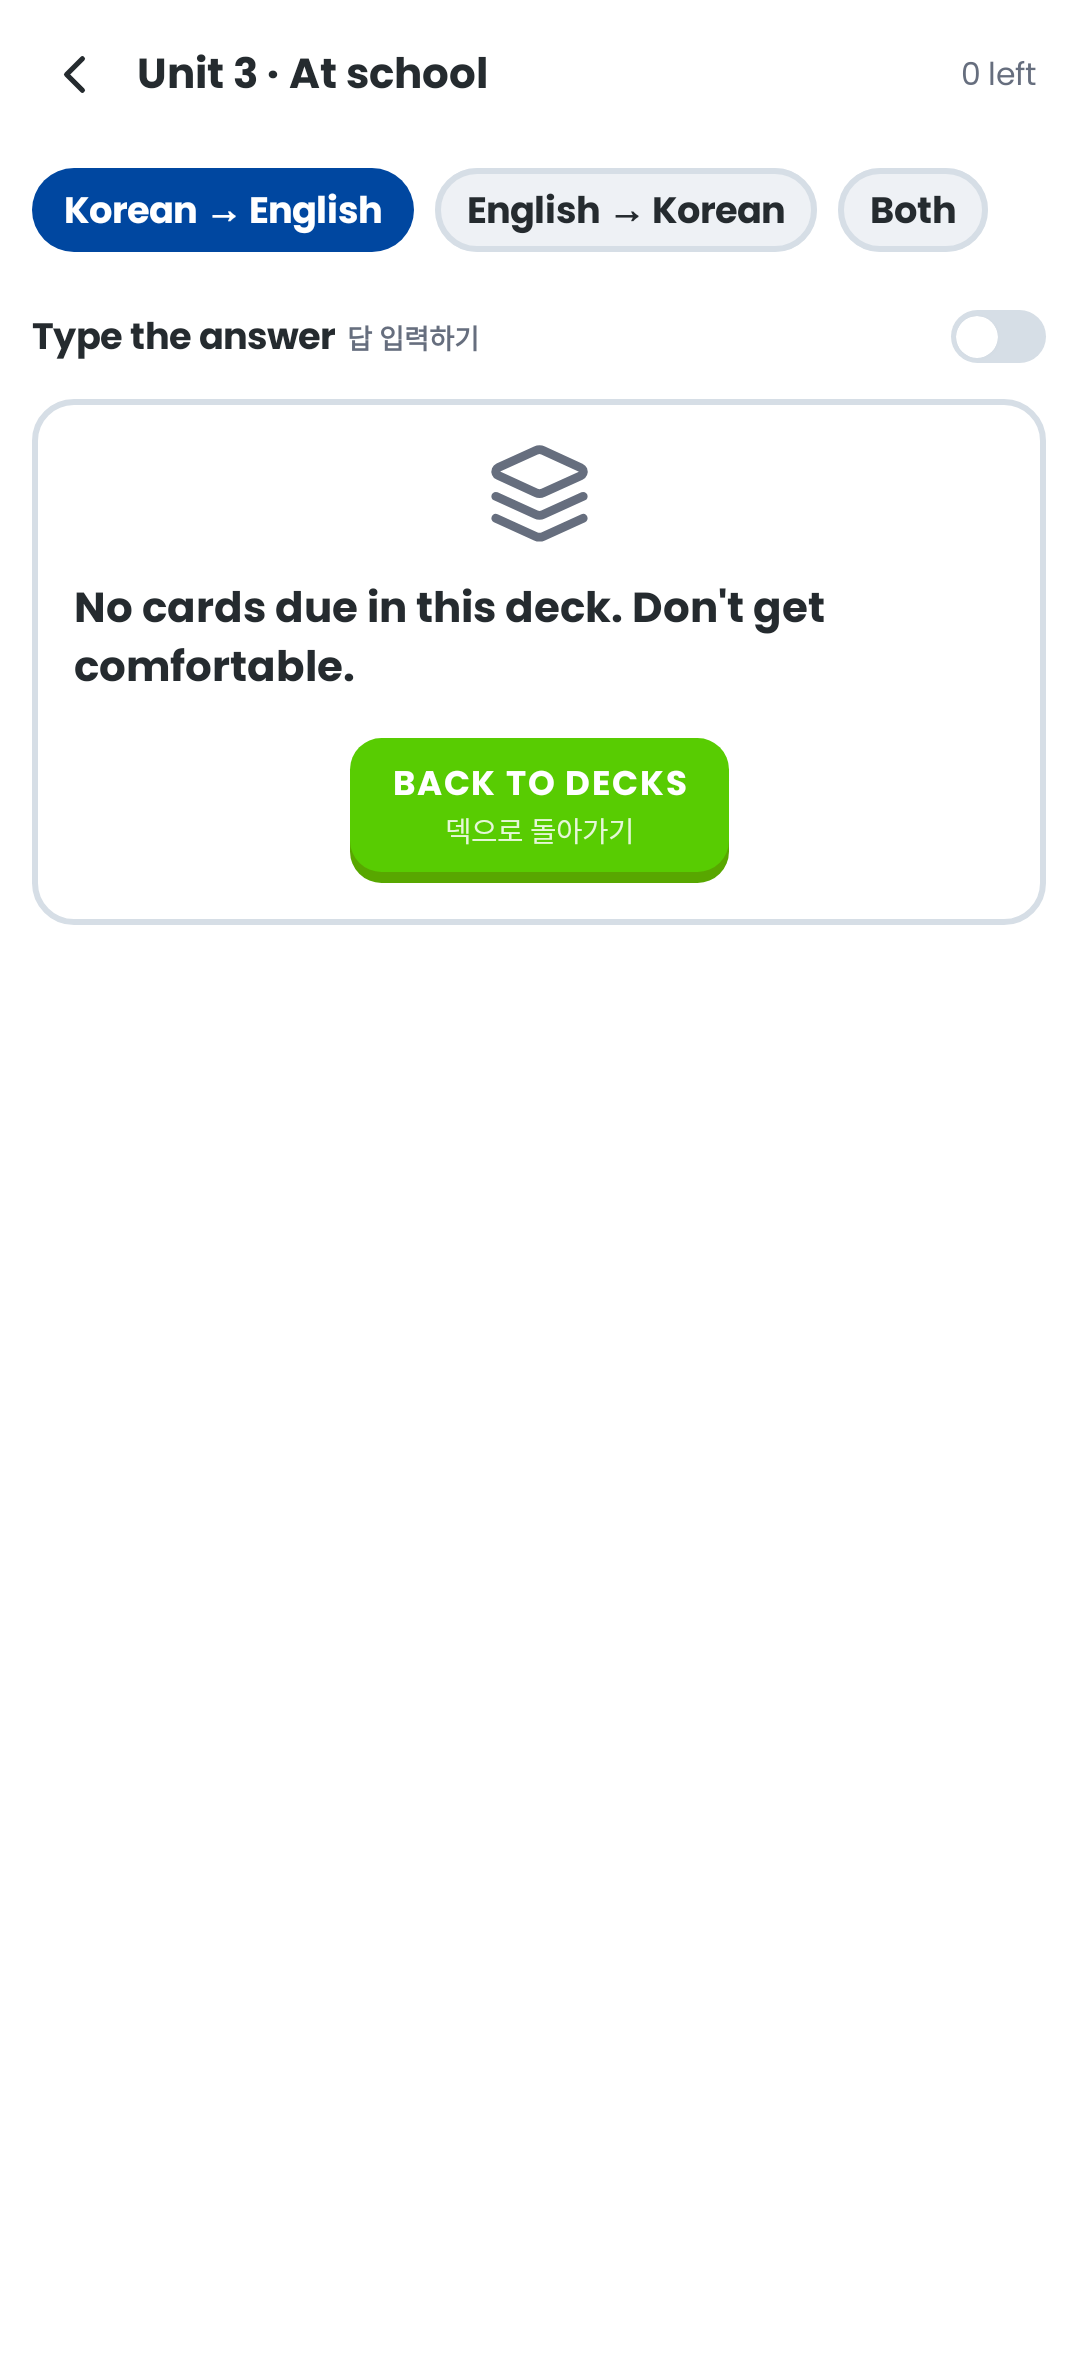 Unit 3 · At school
0 left
Korean → English
English → Korean
Both
Type the answer 답 입력하기
No cards due in this deck. Don't get
comfortable.
BACK TO DECKS
덱으로 돌아가기